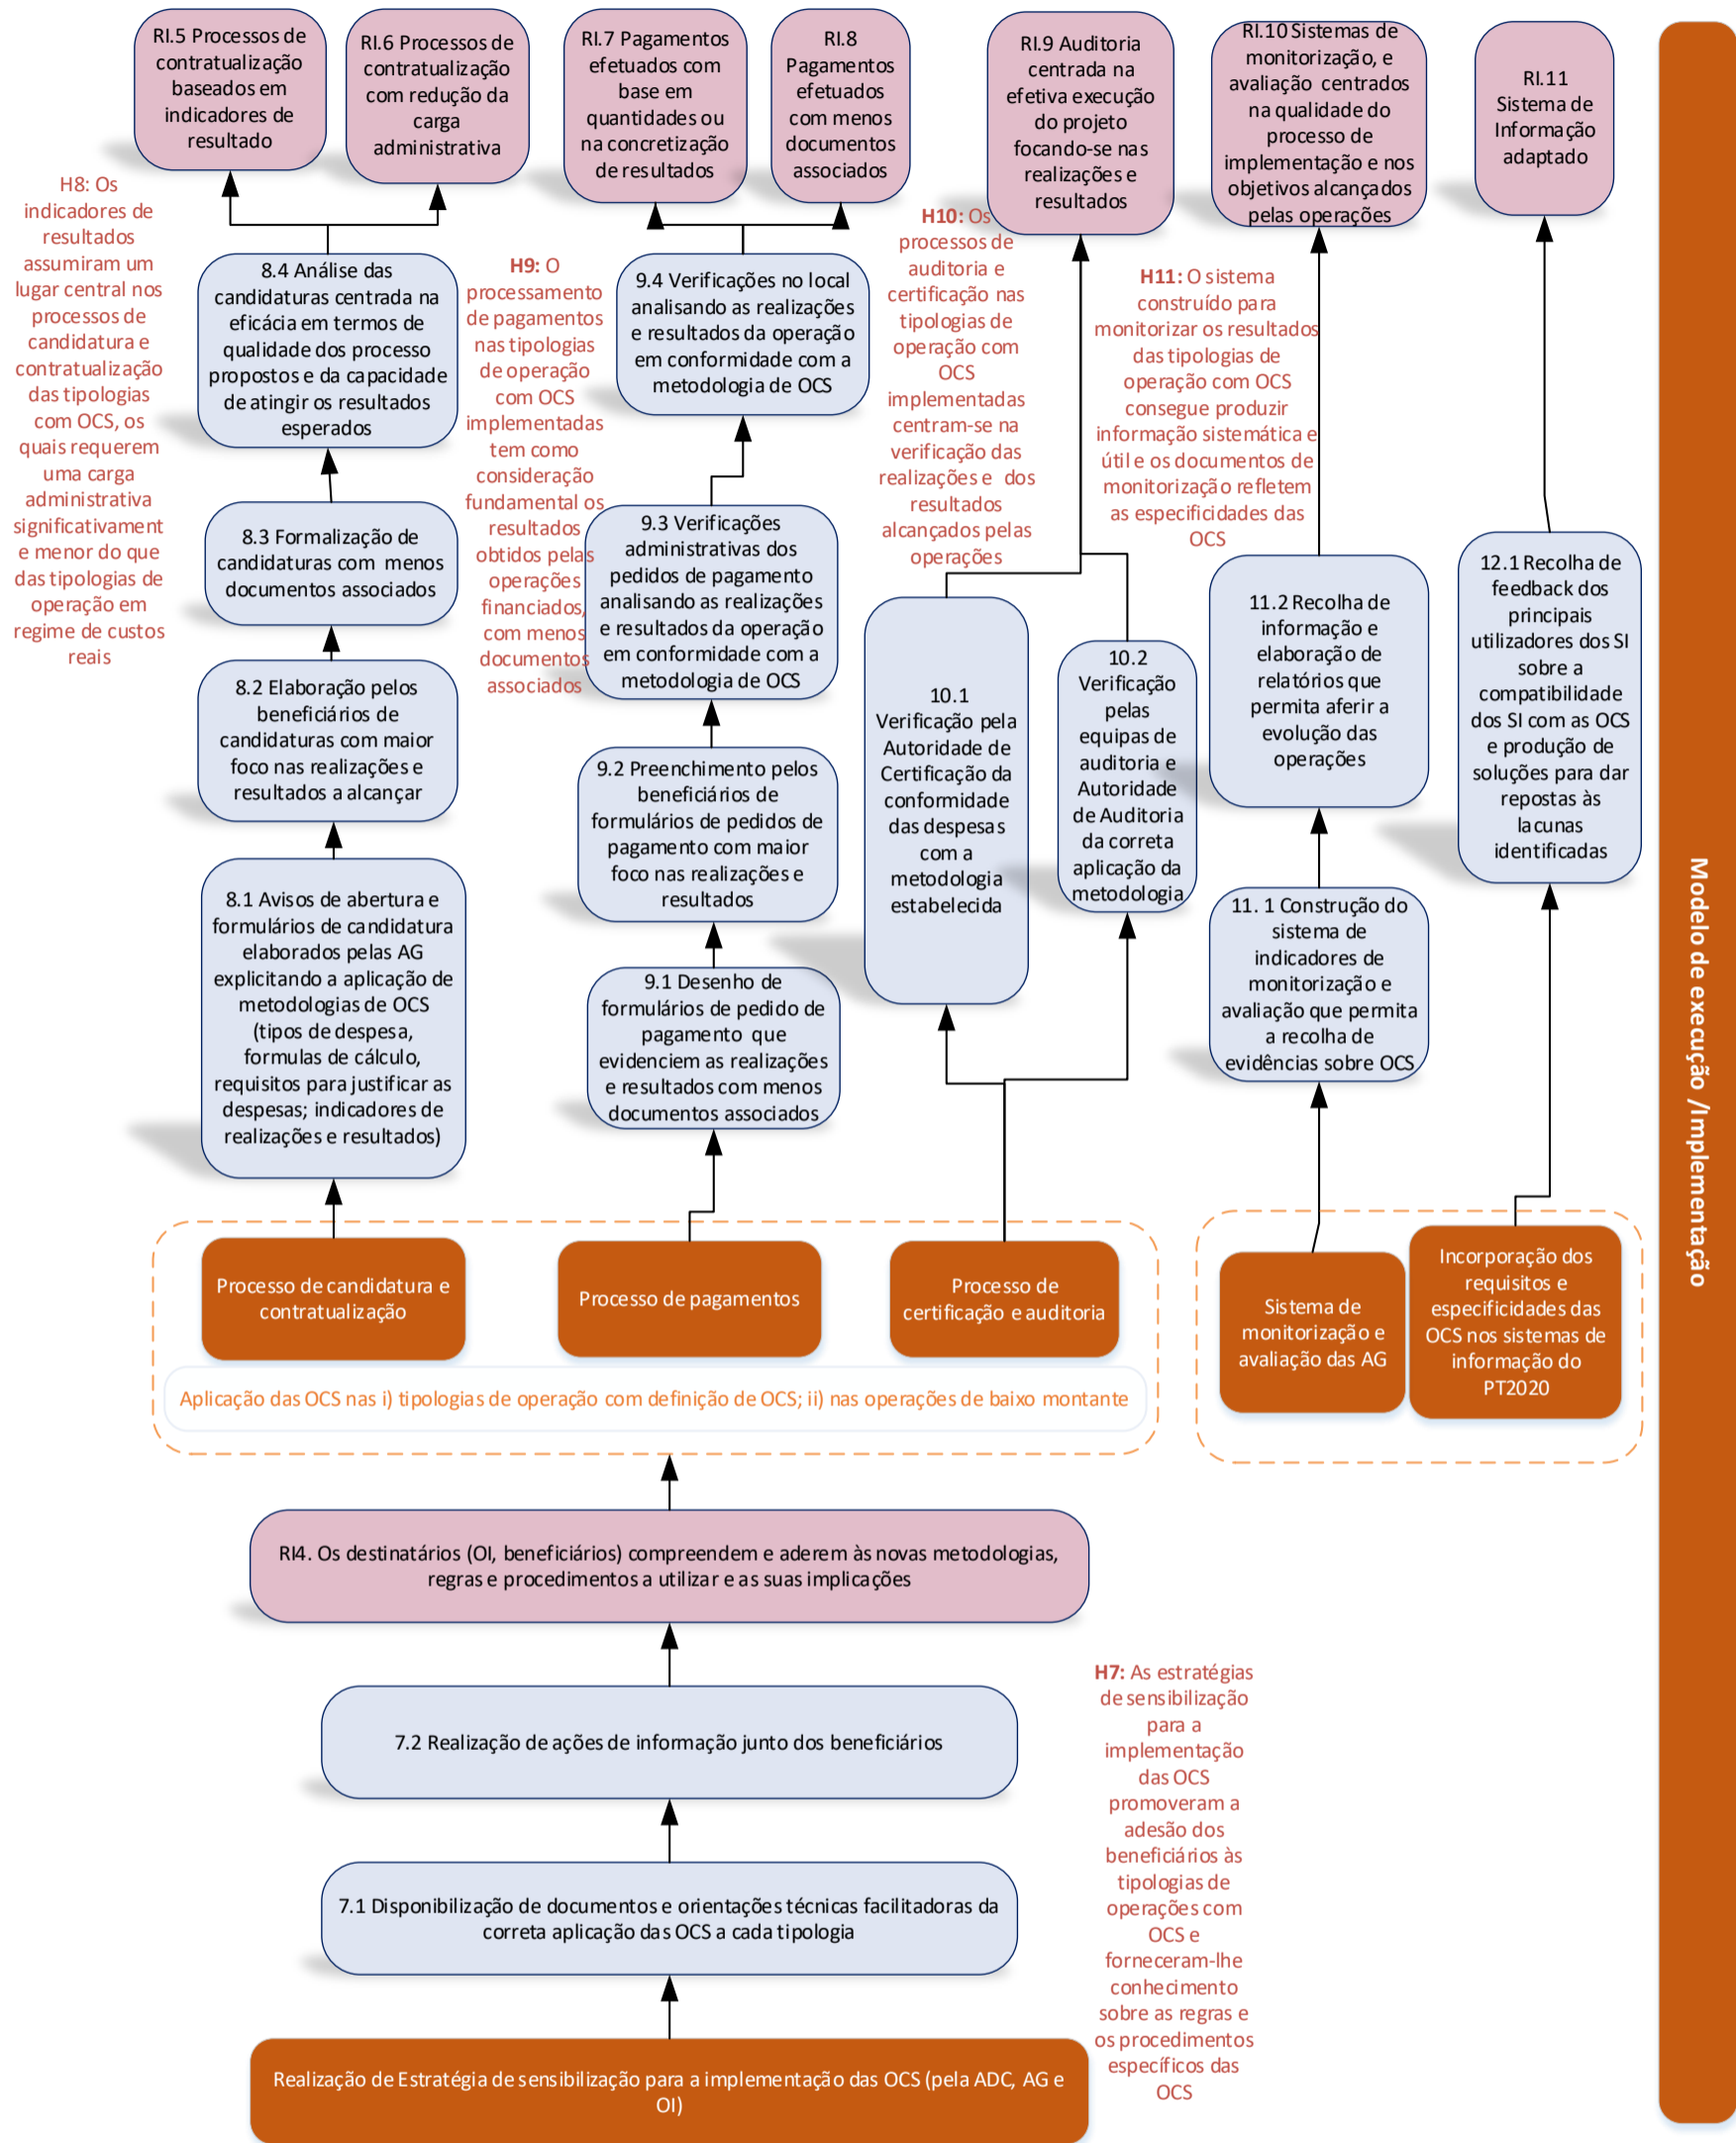 RI.5 Processos de
contratualização
baseados em
indicadores de
resultado
RI.6 Processos de
contratualização
com redução da
carga
administrativa
RI.7 Pagamentos
efetuados com
base em
quantidades ou
na concretização
de resultados
RI.8
Pagamentos
efetuados
com menos
documentos
associados
RI.9 Auditoria
centrada na
efetiva execução
do projeto
focando-se nas
realizações e
resultados
RI.10 Sistemas de
monitorização, e
avaliação centrados
na qualidade do
processo de
implementação e nos
objetivos alcançados
pelas operações
RI.11
Sistema de
Informação
adaptado
H8: Os
indicadores de
resultados
assumiram um
lugar central nos
processos de
candidatura e
contratualização
das tipologias
com OCS, os
quais requerem
uma carga
administrativa
significativament
e menor do que
das tipologias de
operação em
regime de custos
reais
8.4 Análise das
candidaturas centrada na
eficácia em termos de
qualidade dos processo
propostos e da capacidade
de atingir os resultados
esperados
H9: O
processamento
de pagamentos
nas tipologias
de operação
com OCS
implementadas
tem como
consideração
fundamental os
resultados
obtidos pelas
operações
financiados,
com menos
documentos
associados
9.4 Verificações no local
analisando as realizações
e resultados da operação
em conformidade com a
metodologia de OCS
H10: Os
processos de
auditoria e
certificação nas
tipologias de
operação com
OCS
implementadas
centram-se na
verificação das
realizações e dos
resultados
alcançados pelas
operações
H11: O sistema
construído para
monitorizar os resultados
das tipologias de
operação com OCS
consegue produzir
informação sistemática e
útil e os documentos de
monitorização refletem
as especificidades das
OCS
8.3 Formalização de
candidaturas com menos
documentos associados
9.3 Verificações
administrativas dos
pedidos de pagamento
analisando as realizações
e resultados da operação
em conformidade com a
metodologia de OCS
10.1
Verificação pela
Autoridade de
Certificação da
conformidade
das despesas
com a
metodologia
estabelecida
10.2
Verificação
pelas
equipas de
auditoria e
Autoridade
de Auditoria
da correta
aplicação da
metodologia
11.2 Recolha de
informação e
elaboração de
relatórios que
permita aferir a
evolução das
operações
12.1 Recolha de
feedback dos
principais
utilizadores dos SI
sobre a
compatibilidade
dos SI com as OCS
e produção de
soluções para dar
repostas às
lacunas
identificadas
8.2 Elaboração pelos
beneficiários de
candidaturas com maior
foco nas realizações e
resultados a alcançar
9.2 Preenchimento pelos
beneficiários de
formulários de pedidos de
pagamento com maior
foco nas realizações e
resultados
8.1 Avisos de abertura e
formulários de candidatura
elaborados pelas AG
explicitando a aplicação de
metodologias de OCS
(tipos de despesa,
formulas de cálculo,
requisitos para justificar as
despesas; indicadores de
realizações e resultados)
9.1 Desenho de
formulários de pedido de
pagamento que
evidenciem as realizações
e resultados com menos
documentos associados
11. 1 Construção do
sistema de
indicadores de
monitorização e
avaliação que permita
a recolha de
evidências sobre OCS
Modelo de execução /Implementação
Processo de candidatura e
contratualização
Processo de pagamentos
Processo de
certificação e auditoria
Sistema de
monitorização e
avaliação das AG
Incorporação dos
requisitos e
especificidades das
OCS nos sistemas de
informação do
PT2020
Aplicação das OCS nas i) tipologias de operação com definição de OCS; ii) nas operações de baixo montante
RI4. Os destinatários (OI, beneficiários) compreendem e aderem às novas metodologias,
regras e procedimentos a utilizar e as suas implicações
7.2 Realização de ações de informação junto dos beneficiários
H7: As estratégias
de sensibilização
para a
implementação
das OCS
promoveram a
adesão dos
beneficiários às
tipologias de
operações com
OCS e
forneceram-lhe
conhecimento
sobre as regras e
os procedimentos
específicos das
OCS
7.1 Disponibilização de documentos e orientações técnicas facilitadoras da
correta aplicação das OCS a cada tipologia
Realização de Estratégia de sensibilização para a implementação das OCS (pela ADC, AG e
OI)